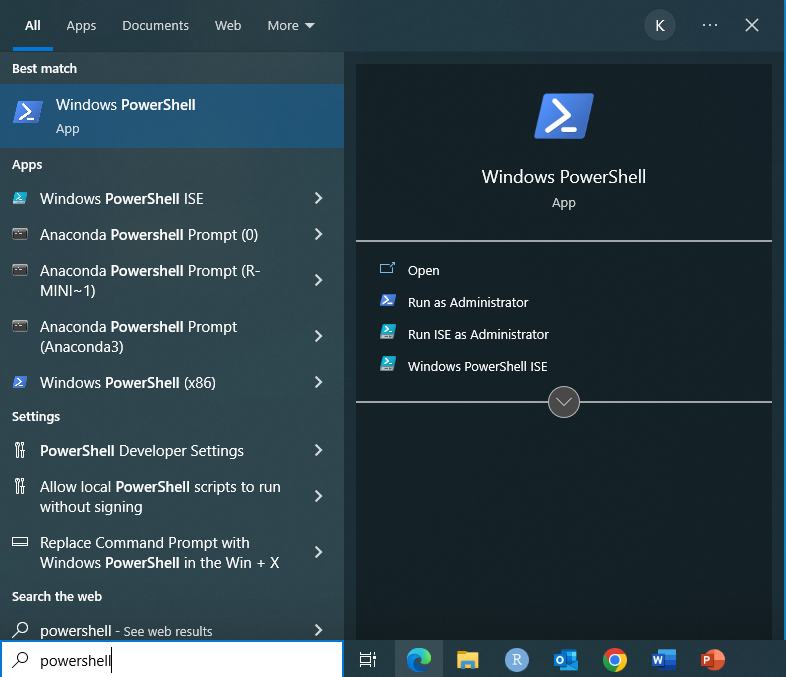 All Apps Documents Web More K ... 
Best match
Windows PowerShell
App
Apps
Windows PowerShell ISE
Anaconda Powershell Prompt (0)
Anaconda Powershell Prompt (R-
MINI~1)
Anaconda Powershell Prompt
(Anaconda3)
Windows PowerShell (x86)
Settings
PowerShell Developer Settings
Allow local PowerShell scripts to run
without signing
Replace Command Prompt with
Windows PowerShell in the Win + X
Search the web
powershell - See web results
powershell
Windows PowerShell
App
Open
Run as Administrator
Run ISE as Administrator
Windows PowerShell ISE
R O W P